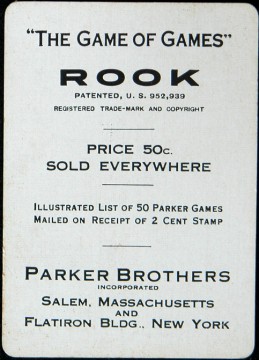 "The Game of Games"
ROOK
PATENTED, U. S. 952,939
REGISTERED TRADE-MARK AND COPYRIGHT
PRICE 50c.
SOLD EVERYWHERE
ILLUSTRATED LIST OF 50 PARKER GAMES
MAILED ON RECEIPT OF 2 CENT STAMP
PARKER BROTHERS
INCORPORATED
SALEM, MASSACHUSETTS
AND
FLATIRON BLDG., NEW YORK